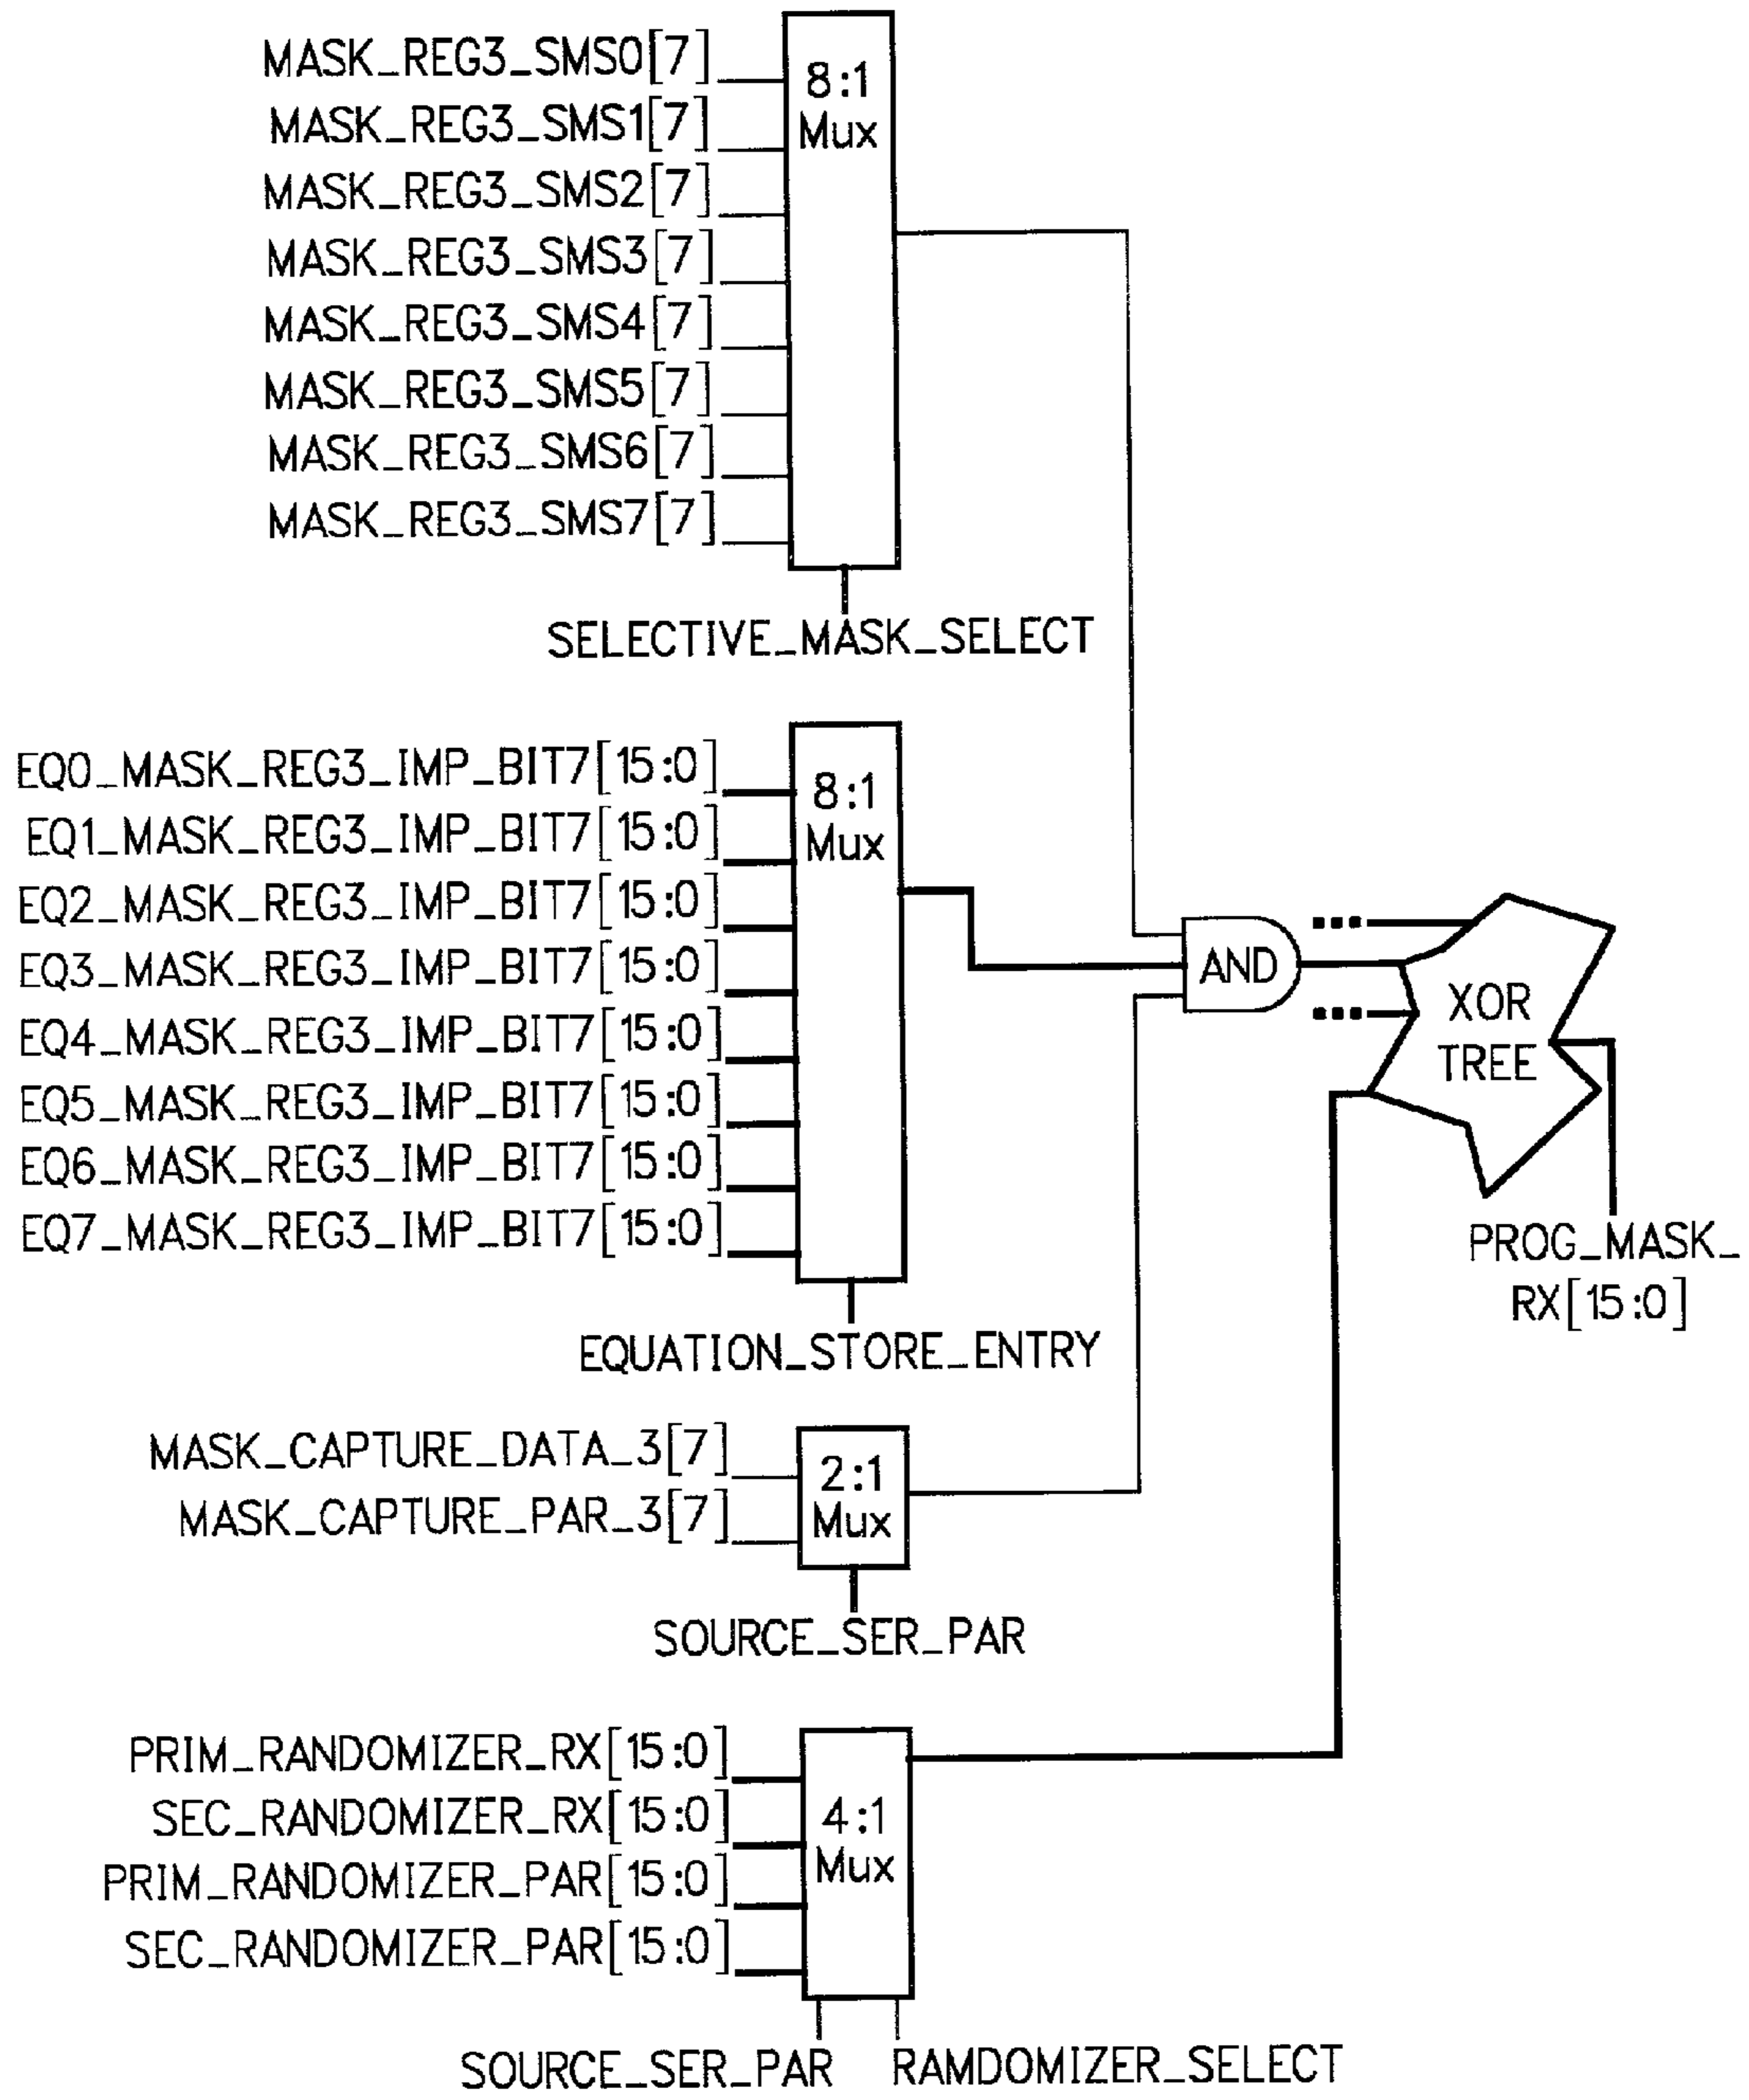 MASK_REG3_SMS0[7]
MASK_REG3_SMS1[7]
MASK_REG3_SMS2[7]
MASK_REG3_SMS3[7]
MASK_REG3_SMS4[7]
MASK_REG3_SMS5[7]
MASK_REG3_SMS6[7]
MASK_REG3_SMS7[7]
8:1
Mux
SELECTIVE_MASK_SELECT
EQ0_MASK_REG3_IMP_BIT7[15:0]
EQ1_MASK_REG3_IMP_BIT7[15:0]
EQ2_MASK_REG3_IMP_BIT7[15:0]
EQ3_MASK_REG3_IMP_BIT7[15:0]
EQ4_MASK_REG3_IMP_BIT7[15:0]
EQ5_MASK_REG3_IMP_BIT7[15:0]
EQ6_MASK_REG3_IMP_BIT7[15:0]
EQ7_MASK_REG3_IMP_BIT7[15:0]
8:1
Mux
EQUATION_STORE_ENTRY
AND
XOR
TREE
PROG_MASK_
RX[15:0]
MASK_CAPTURE_DATA_3[7]
MASK_CAPTURE_PAR_3[7]
2:1
Mux
SOURCE_SER_PAR
PRIM_RANDOMIZER_RX[15:0]
SEC_RANDOMIZER_RX[15:0]
PRIM_RANDOMIZER_PAR[15:0]
SEC_RANDOMIZER_PAR[15:0]
4:1
Mux
SOURCE_SER_PAR
RAMDOMIZER_SELECT